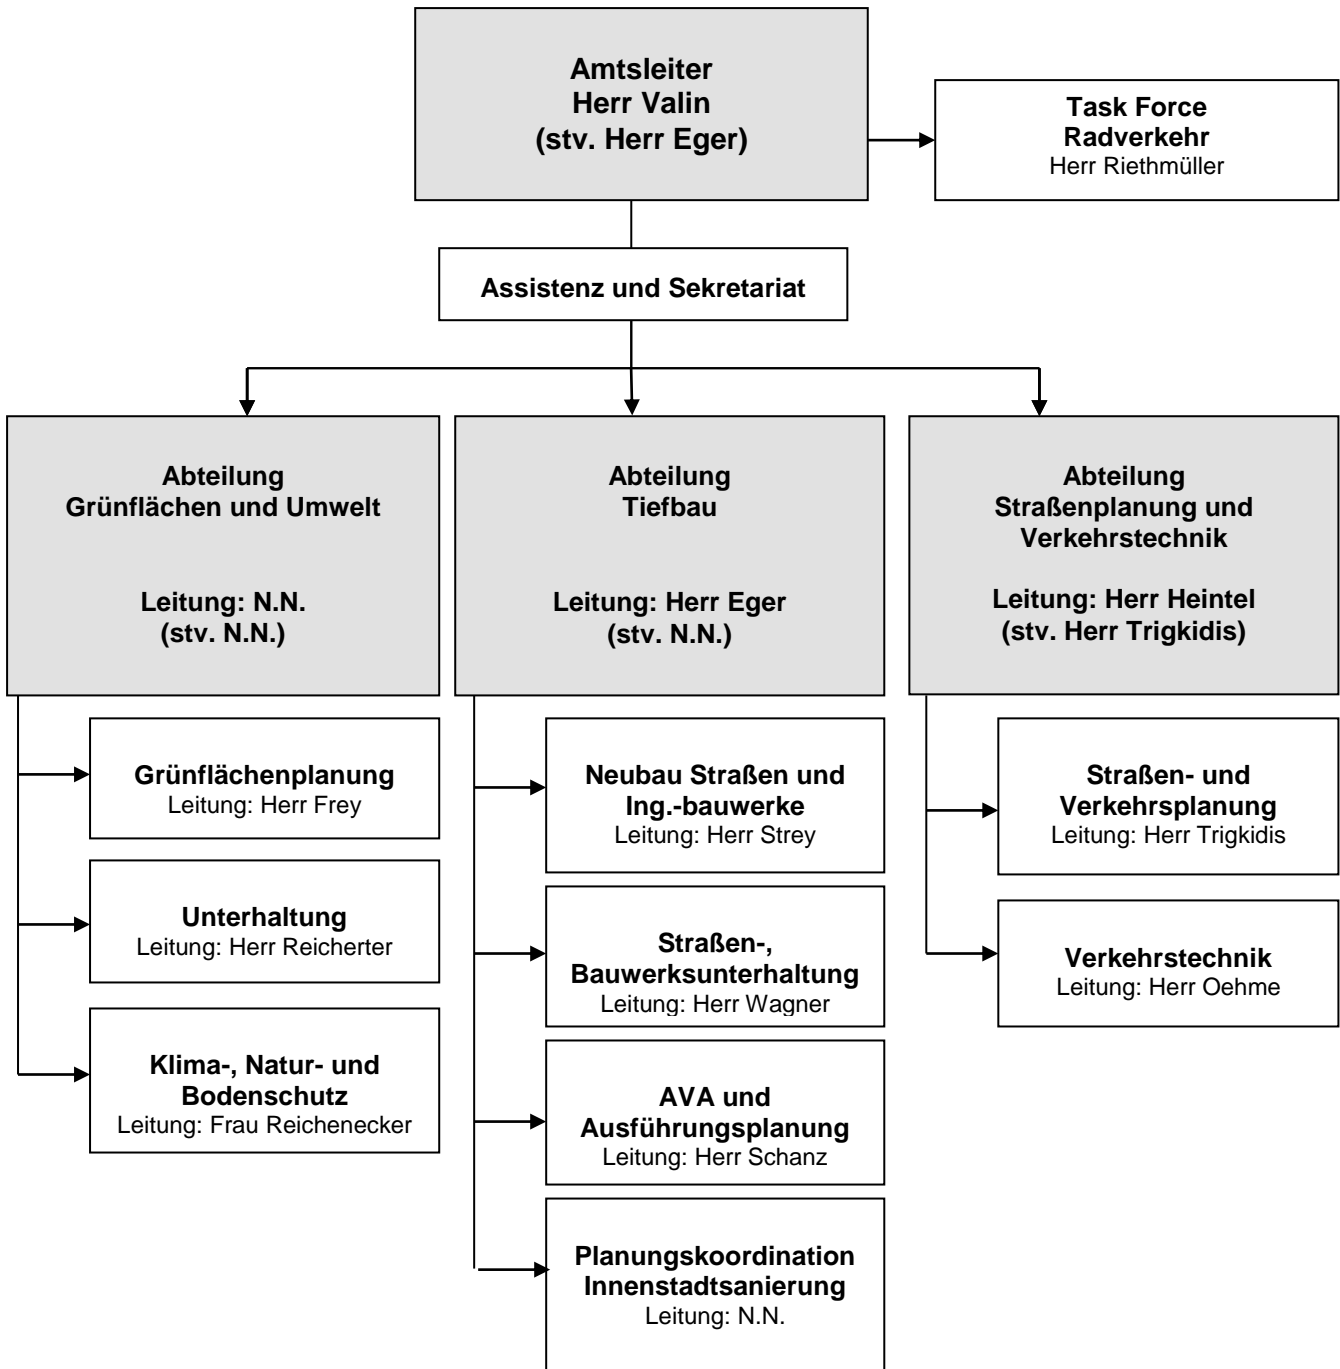 Amtsleiter
Herr Valin
(stv. Herr Eger)
Task Force
Radverkehr
Herr Riethmüller
Assistenz und Sekretariat
Abteilung
Grünflächen und Umwelt
Leitung: N.N.
(stv. N.N.)
Abteilung
Tiefbau
Leitung: Herr Eger
(stv. N.N.)
Abteilung
Straßenplanung und
Verkehrstechnik
Leitung: Herr Heintel
(stv. Herr Trigkidis)
Grünflächenplanung
Leitung: Herr Frey
Unterhaltung
Leitung: Herr Reicherter
Klima-, Natur- und
Bodenschutz
Leitung: Frau Reichenecker
Neubau Straßen und
Ing.-bauwerke
Leitung: Herr Strey
Straßen-,
Bauwerksunterhaltung
Leitung: Herr Wagner
AVA und
Ausführungsplanung
Leitung: Herr Schanz
Planungskoordination
Innenstadtsanierung
Leitung: N.N.
Straßen- und
Verkehrsplanung
Leitung: Herr Trigkidis
Verkehrstechnik
Leitung: Herr Oehme